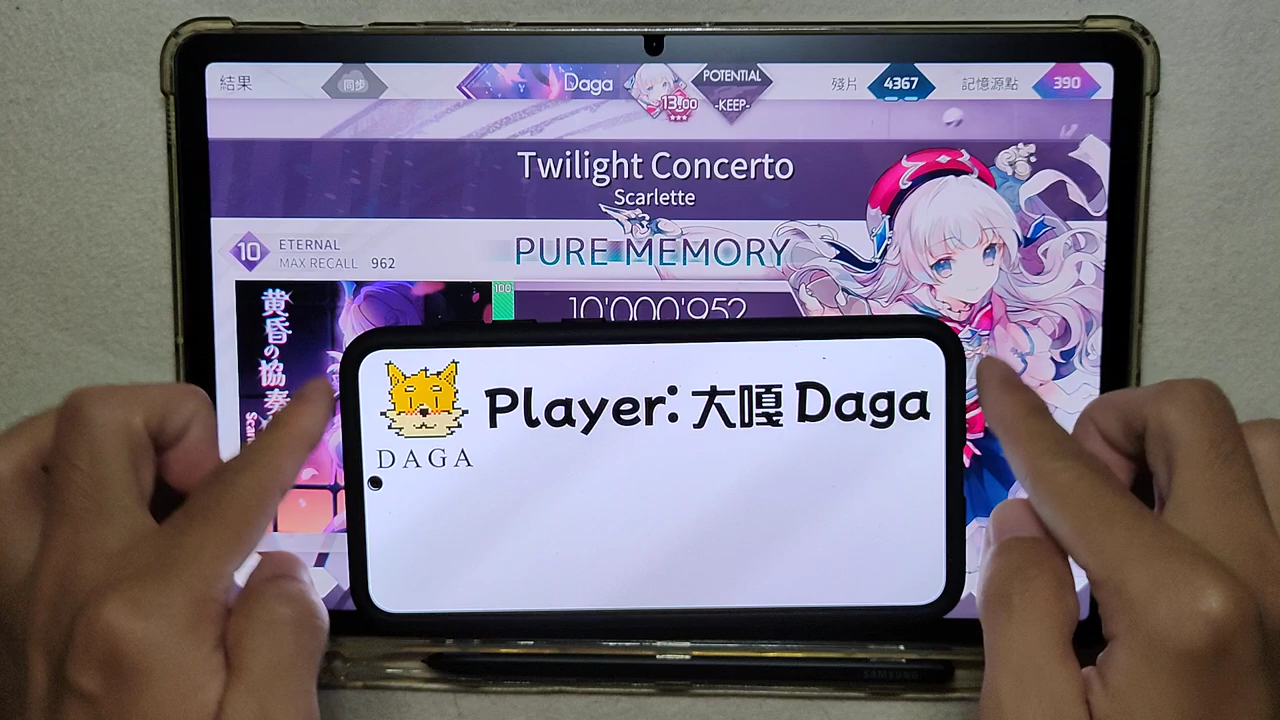 結果
同步
Daga
13.00
POTENTIAL
-KEEP-
殘片
4367
記憶源點
390
Twilight Concerto
Scarlette
10
ETERNAL
MAX RECALL 962
PURE MEMORY
100
10'000'952
黄昏の協奏
Scar
Player: 大嘎 Daga
DAGA
SAMSUNG